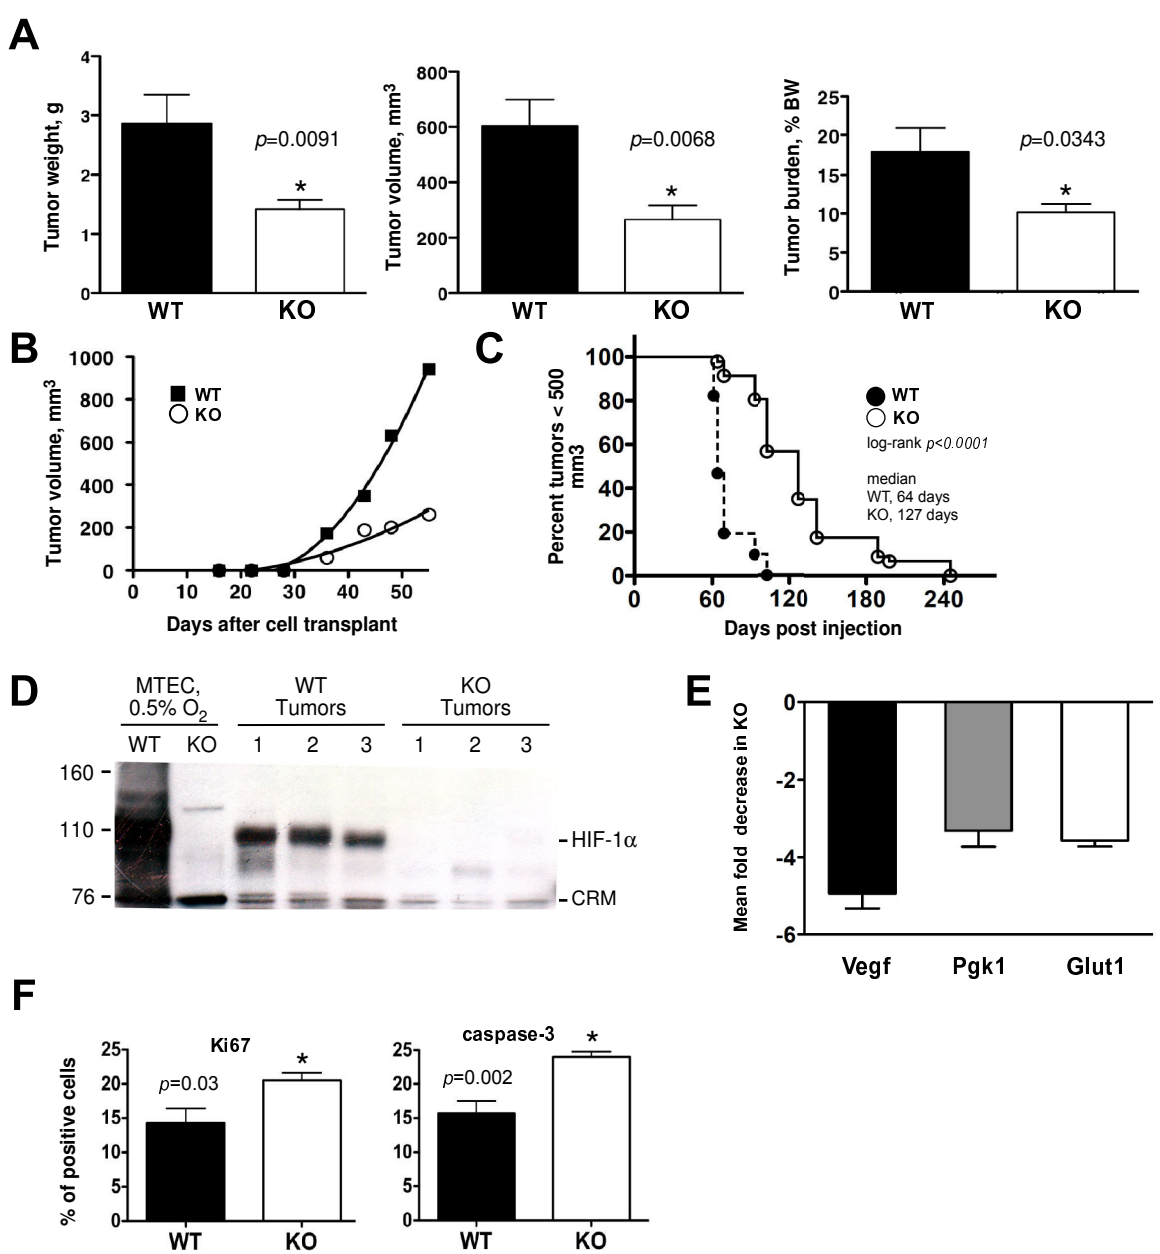 A
Tumor weight, g
4
3
2
1
0
p=0.0091
*
WT
KO
Tumor volume, mm3
800
600
400
200
0
p=0.0068
*
WT
KO
Tumor burden, % BW
25
20
15
10
5
0
p=0.0343
*
WT
KO
B
Tumor volume, mm3
1000
800
600
400
200
0
WT
KO
0 10 20 30 40 50
Days after cell transplant
C
Percent tumors < 500
mm3
100
80
60
40
20
0
WT
KO
log-rank p<0.0001
median
WT, 64 days
KO, 127 days
0 60 120 180 240
Days post injection
D
MTEC,
0.5% O2
WT
Tumors
KO
Tumors
WT KO 1 2 3 1 2 3
160
110
76
HIF-1α
CRM
E
Mean fold decrease in KO
0
-2
-4
-6
Vegf Pgk1 Glut1
F
% of positive cells
Ki67
25
20
15
10
5
0
p=0.03
*
WT
KO
caspase-3
25
20
15
10
5
0
p=0.002
*
WT
KO